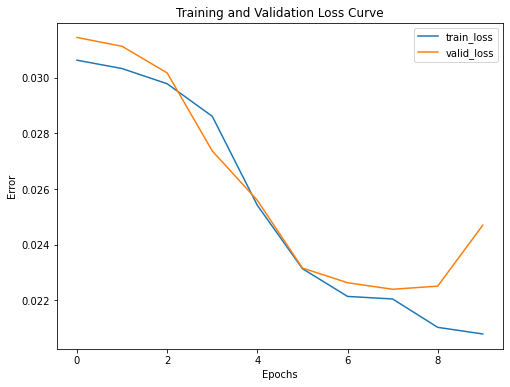 Training and Validation Loss Curve
train_loss
valid_loss
0.030
0.028
0.026
0.024
0.022
Error
0 2 4 6 8
Epochs